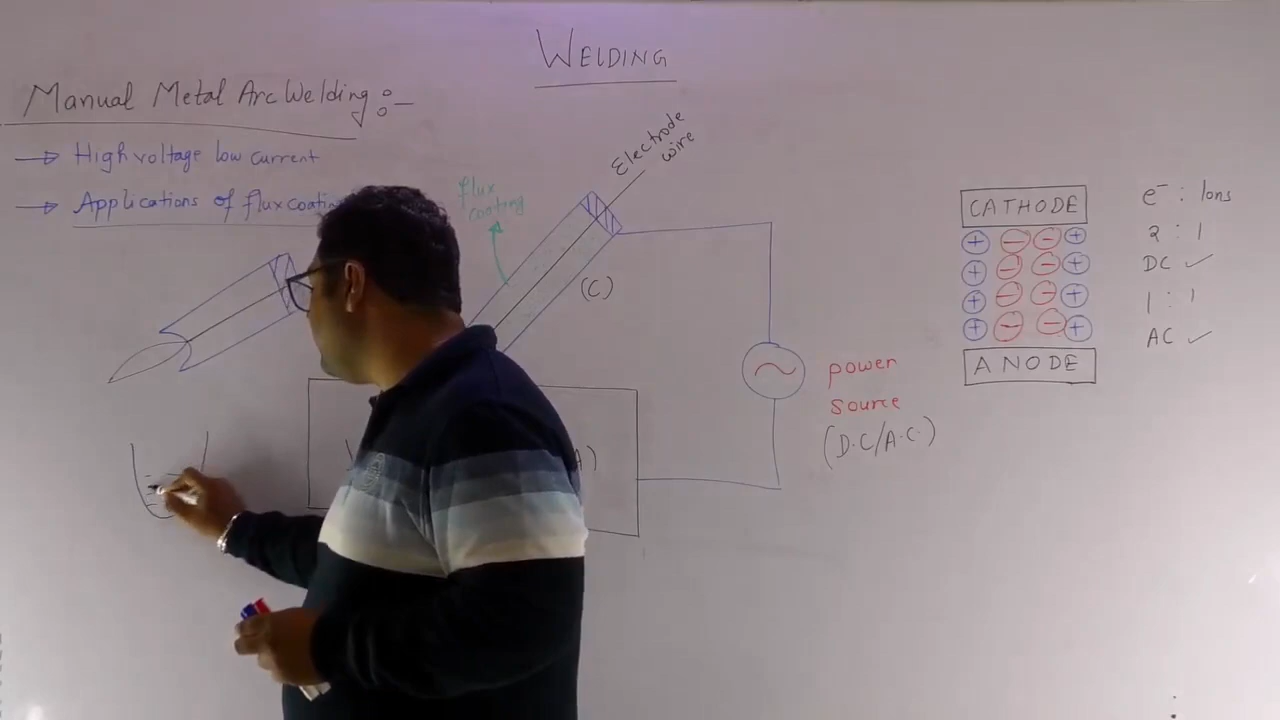 WELDING
Manual Metal Arc Welding :-
→ High voltage low current
→ Applications of flux
Electrode
wire
flux
coating
(C)
A)
power
source
(D.C/A.C.)
CATHODE
+ − − +
+ − − +
+ − − +
+ − − +
ANODE
e⁻ : Ions
2 : 1
DC ✓
1 : 1
AC ✓